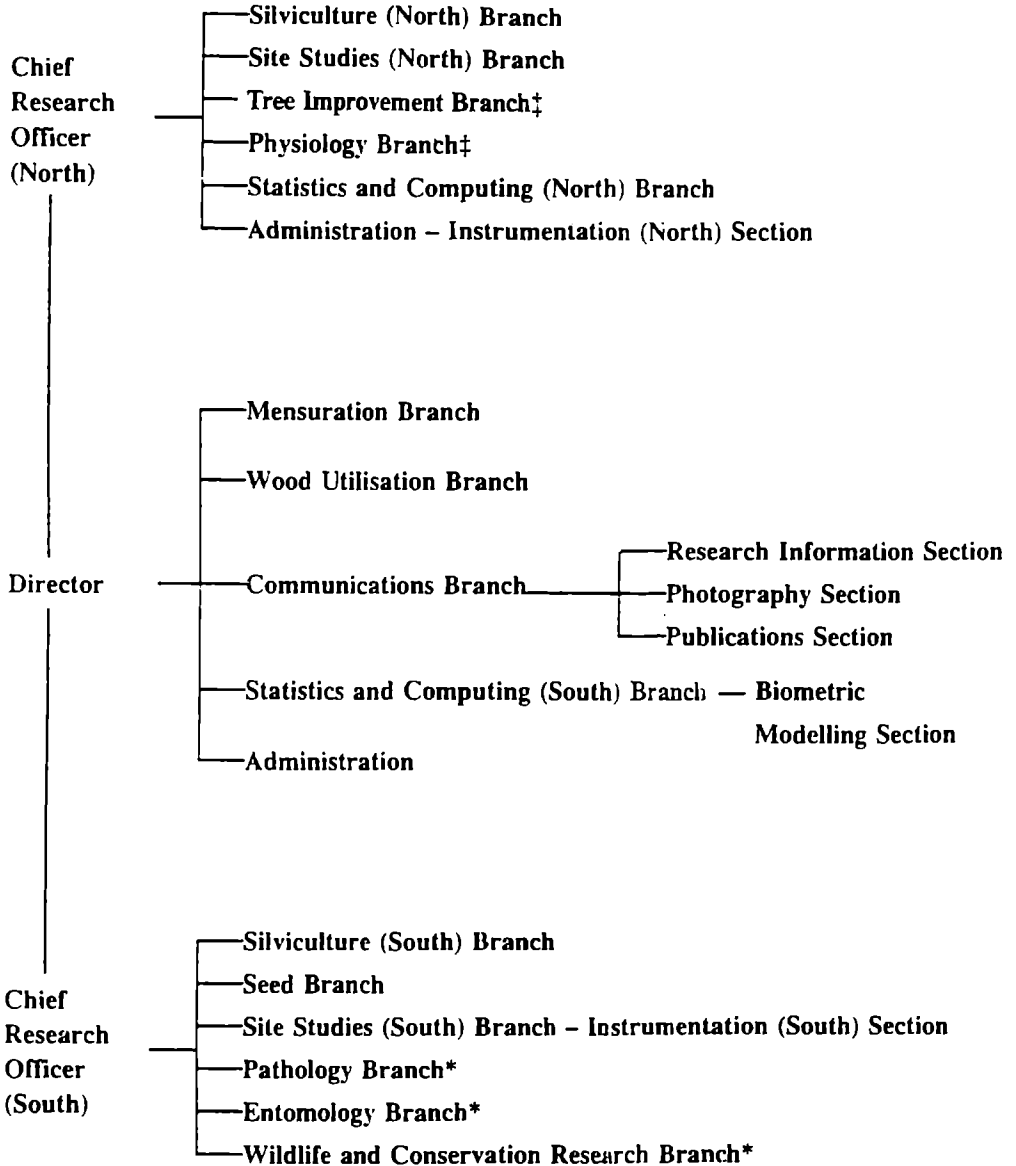 Chief
Research
Officer
(North)
Silviculture (North) Branch
Site Studies (North) Branch
Tree Improvement Branch‡
Physiology Branch‡
Statistics and Computing (North) Branch
Administration – Instrumentation (North) Section
Director
Mensuration Branch
Wood Utilisation Branch
Communications Branch
Research Information Section
Photography Section
Publications Section
Statistics and Computing (South) Branch — Biometric
Modelling Section
Administration
Chief
Research
Officer
(South)
Silviculture (South) Branch
Seed Branch
Site Studies (South) Branch – Instrumentation (South) Section
Pathology Branch*
Entomology Branch*
Wildlife and Conservation Research Branch*